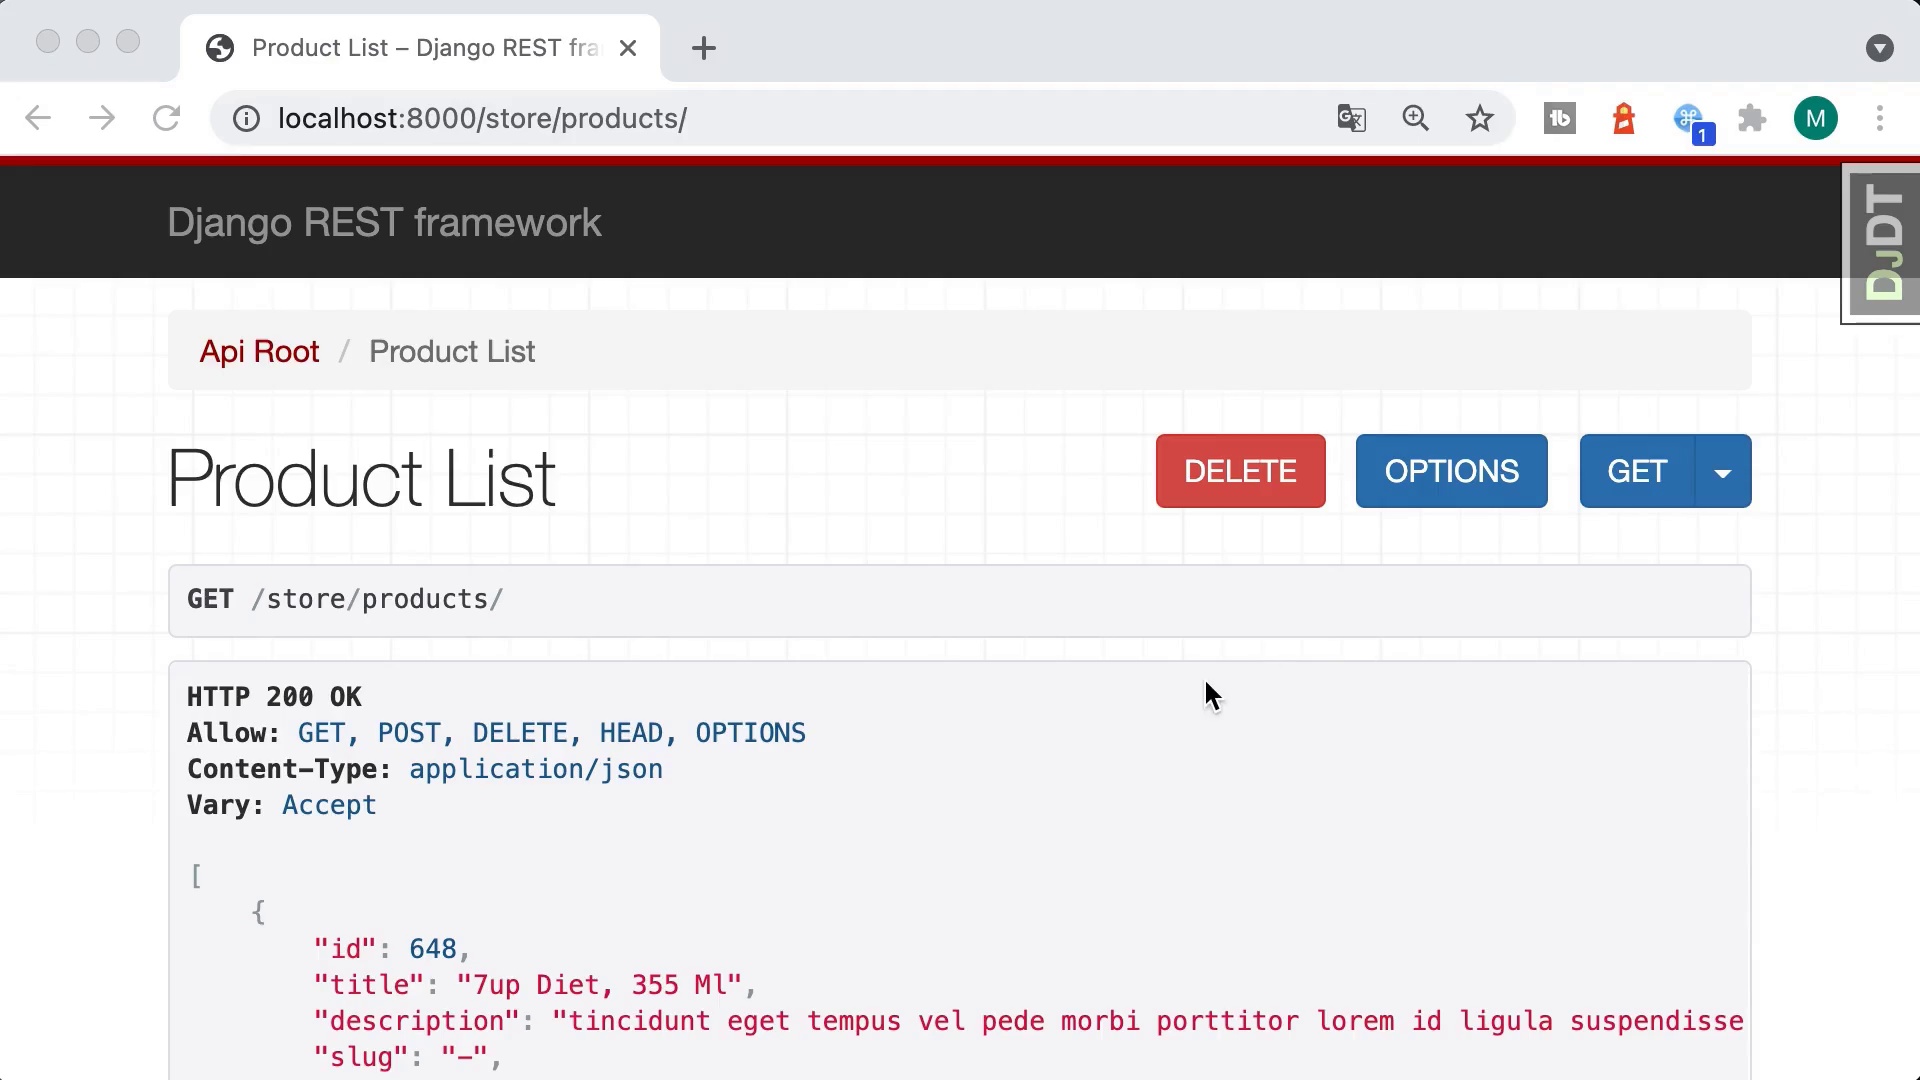 Product List – Django REST fra
localhost:8000/store/products/
1
M
Django REST framework
DJDT
Api Root / Product List
Product List
DELETE
OPTIONS
GET
GET /store/products/
HTTP 200 OK
Allow: GET, POST, DELETE, HEAD, OPTIONS
Content-Type: application/json
Vary: Accept
[
{
"id": 648,
"title": "7up Diet, 355 Ml",
"description": "tincidunt eget tempus vel pede morbi porttitor lorem id ligula suspendisse
"slug": "-",